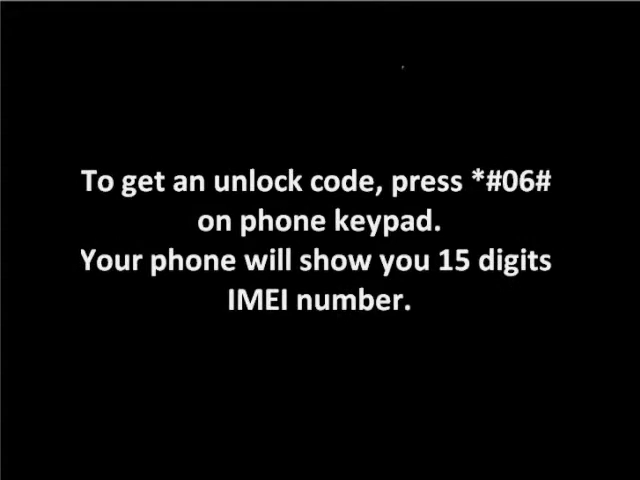 To get an unlock code, press *#06#
on phone keypad.
Your phone will show you 15 digits
IMEI number.